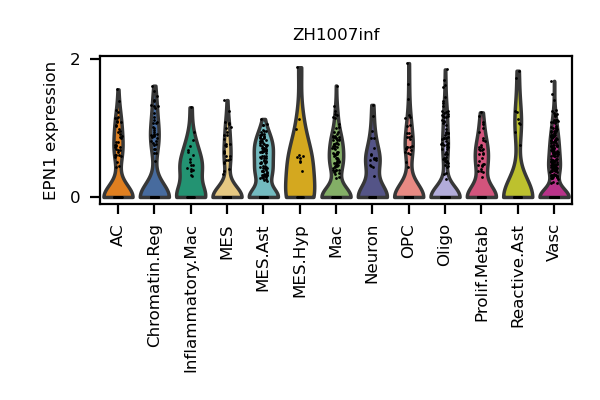 ZH1007inf
EPN1 expression
2
0
AC
Chromatin.Reg
Inflammatory.Mac
MES
MES.Ast
MES.Hyp
Mac
Neuron
OPC
Oligo
Prolif.Metab
Reactive.Ast
Vasc